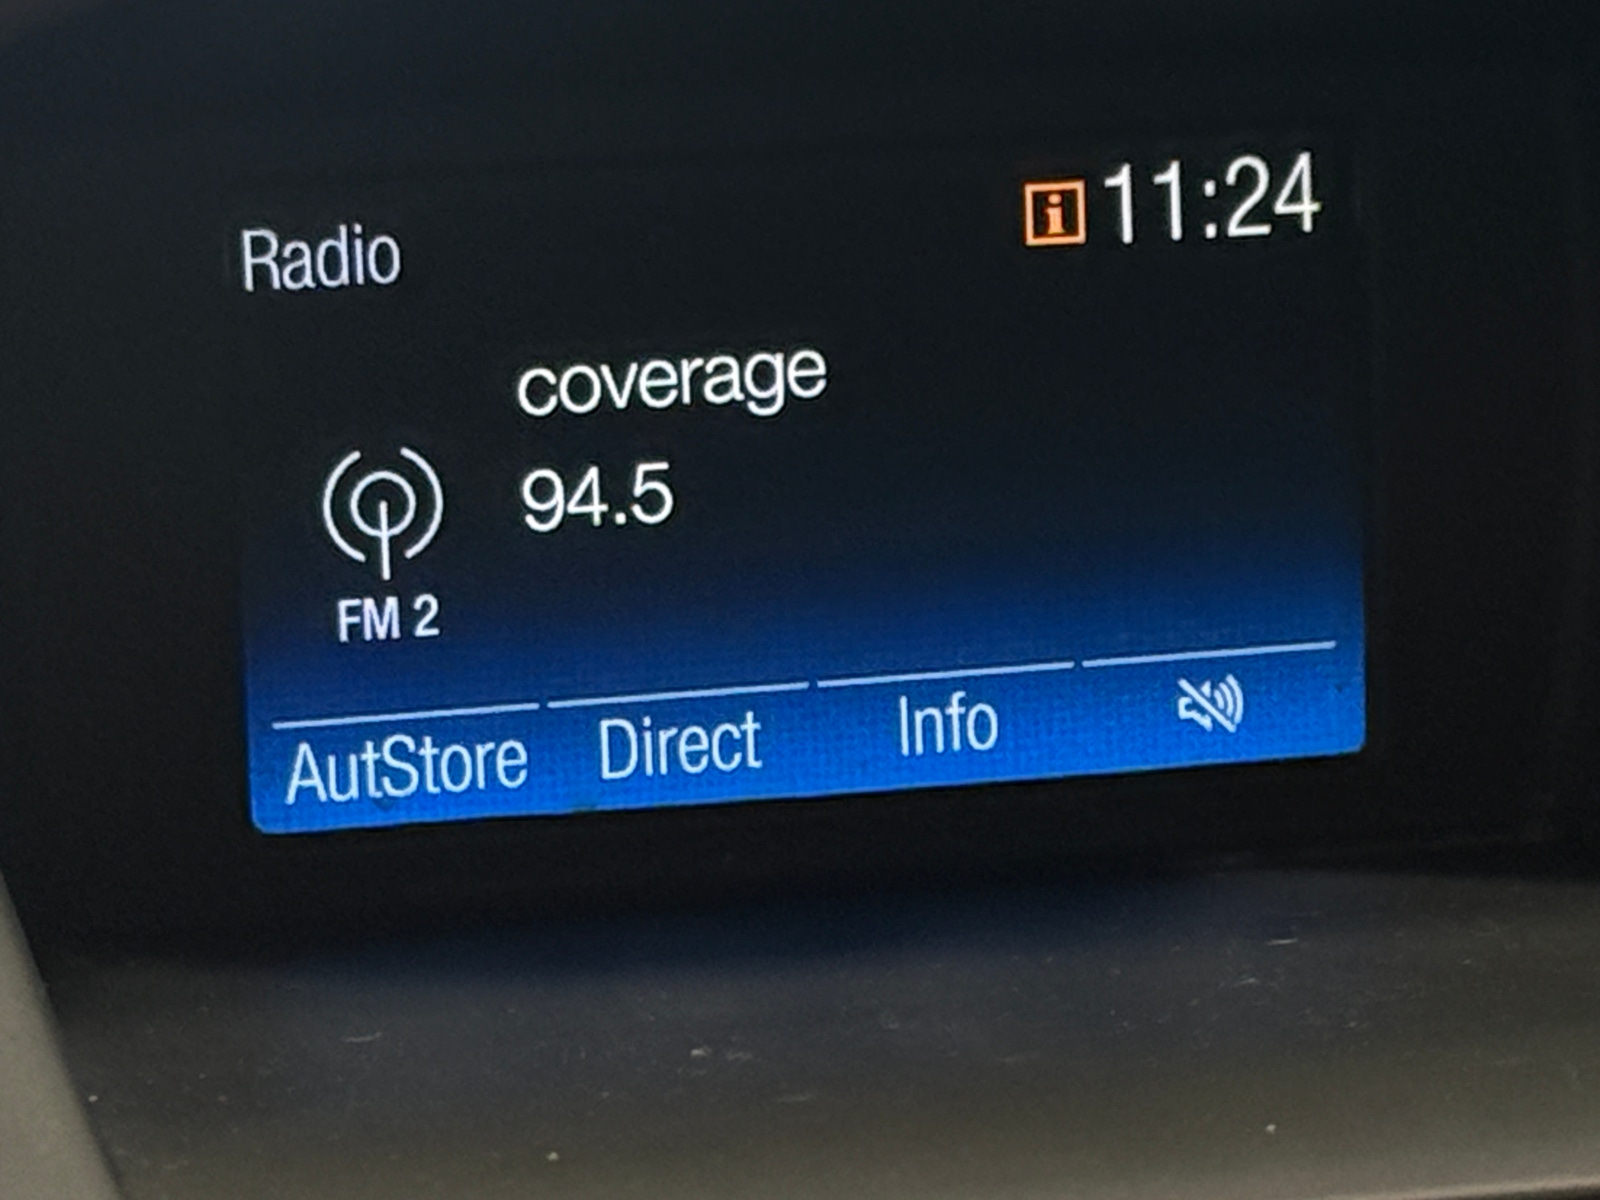 Radio
i 11:24
coverage
94.5
FM 2
AutStore Direct Info